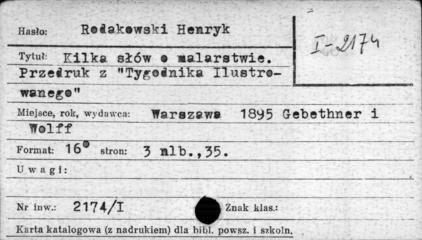 Hasło: Rodakowski Henryk
I-2174
Tytuł: Kilka słów o malarstwie.
Przedruk z "Tygodnika Ilustro-
wanego"
Miejsce, rok, wydawca: Warszawa 1895 Gebethner i
Wolff
Format: 16° stron: 3 nlb.,35.
Uwagi:
Nr inw.: 2174/I Znak klas.:
Karta katalogowa (z nadrukiem) dla bibl. powsz. i szkoln.